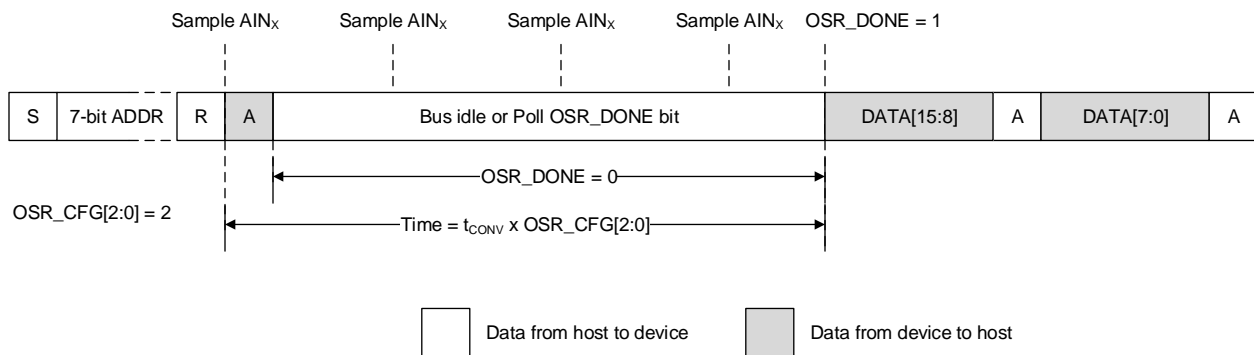 Sample AINX Sample AINX Sample AINX Sample AINX OSR_DONE = 1
S 7-bit ADDR R A Bus idle or Poll OSR_DONE bit DATA[15:8] A DATA[7:0] A
OSR_DONE = 0
OSR_CFG[2:0] = 2
Time = tCONV x OSR_CFG[2:0]
Data from host to device Data from device to host